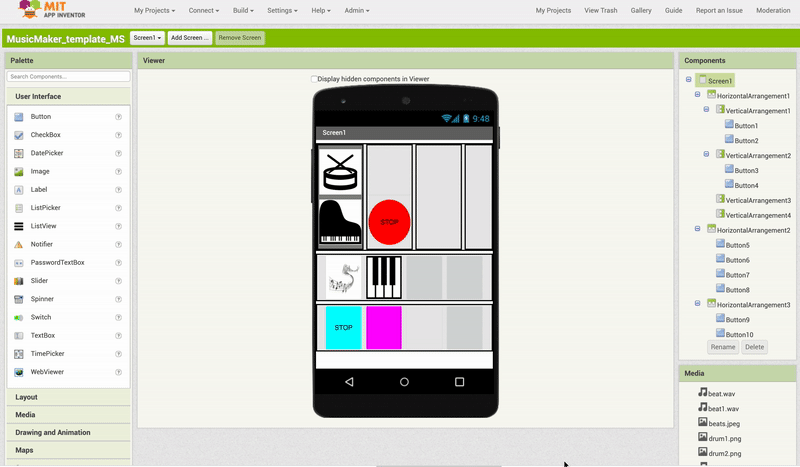 MIT
APP INVENTOR
My Projects Connect Build Settings Help Admin My Projects View Trash Gallery Guide Report an Issue Moderation
MusicMaker_template_MS Screen1 Add Screen ... Remove Screen
Palette
Search Components...
User Interface
Button
CheckBox
DatePicker
Image
Label
ListPicker
ListView
Notifier
PasswordTextBox
Slider
Spinner
Switch
TextBox
TimePicker
WebViewer
Layout
Media
Drawing and Animation
Maps
Viewer
Display hidden components in Viewer
9:48
Screen1
STOP
STOP
Components
Screen1
HorizontalArrangement1
VerticalArrangement1
Button1
Button2
VerticalArrangement2
Button3
Button4
VerticalArrangement3
VerticalArrangement4
HorizontalArrangement2
Button5
Button6
Button7
Button8
HorizontalArrangement3
Button9
Button10
Rename Delete
Media
beat.wav
beat1.wav
beats.jpeg
drum1.png
drum2.png